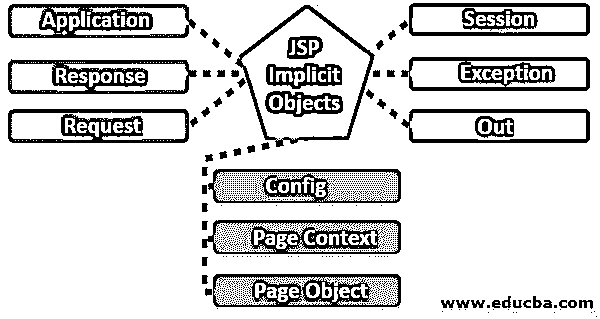 Application
Response
Request
JSP
Implicit
Objects
Session
Exception
Out
Config
Page Context
Page Object
www.educba.com